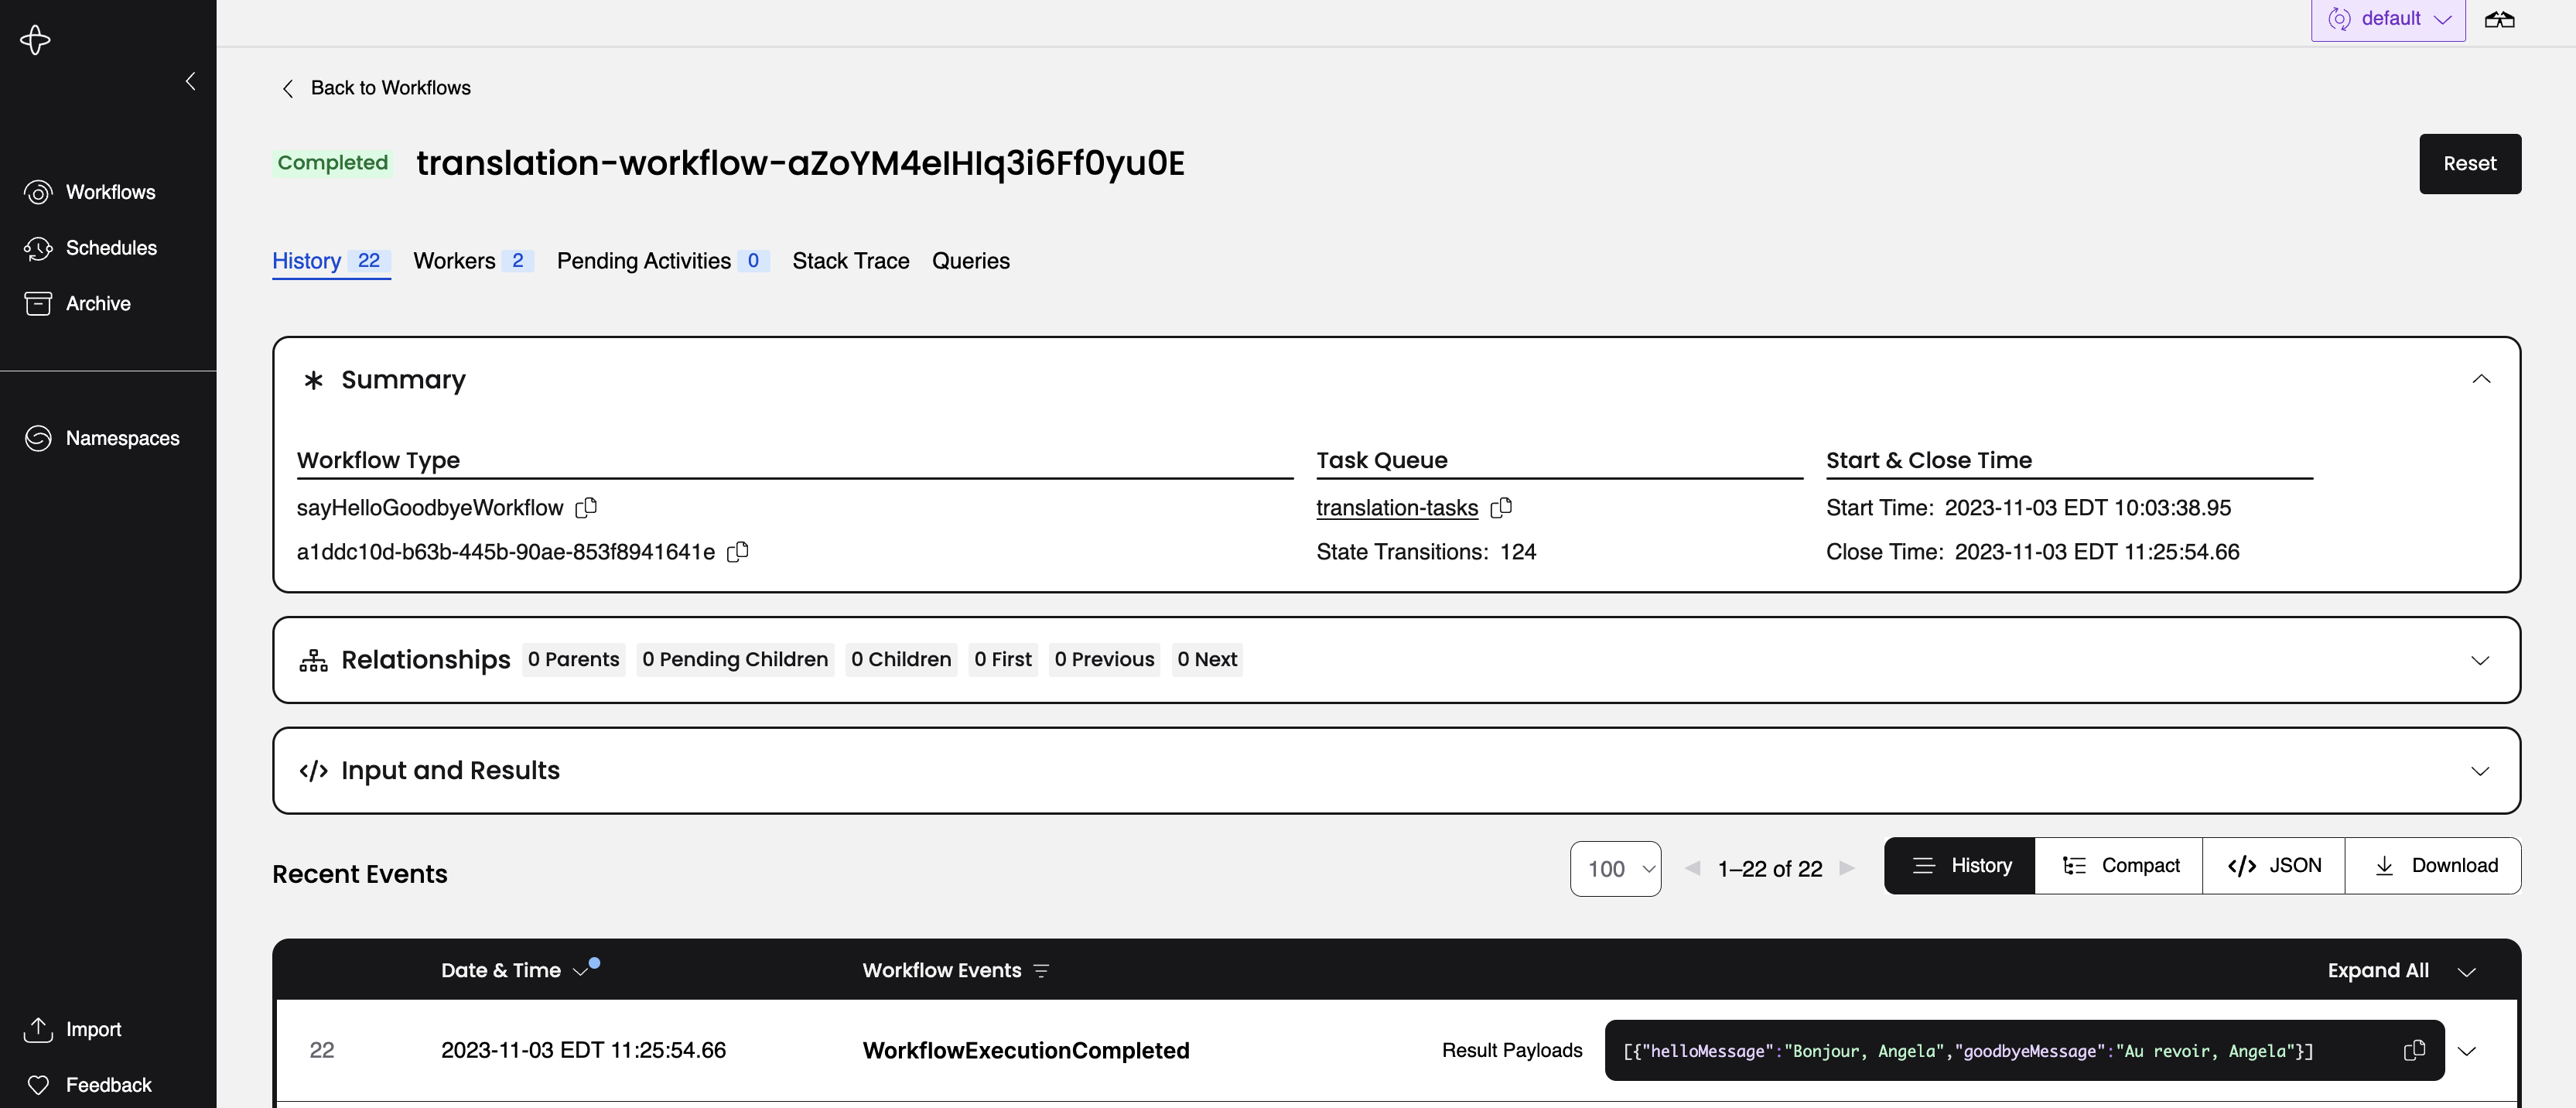 default
Back to Workflows
Completed translation-workflow-aZoYM4eIHIq3i6Ff0yu0E
Reset
Workflows
Schedules
Archive
Namespaces
Import
Feedback
History 22 Workers 2 Pending Activities 0 Stack Trace Queries
Summary
Workflow Type Task Queue Start & Close Time
sayHelloGoodbyeWorkflow translation-tasks Start Time: 2023-11-03 EDT 10:03:38.95
a1ddc10d-b63b-445b-90ae-853f8941641e State Transitions: 124 Close Time: 2023-11-03 EDT 11:25:54.66
Relationships 0 Parents 0 Pending Children 0 Children 0 First 0 Previous 0 Next
</> Input and Results
Recent Events 100 1–22 of 22 History Compact </> JSON Download
Date & Time Workflow Events Expand All
22 2023-11-03 EDT 11:25:54.66 WorkflowExecutionCompleted Result Payloads [{"helloMessage":"Bonjour, Angela","goodbyeMessage":"Au revoir, Angela"}]